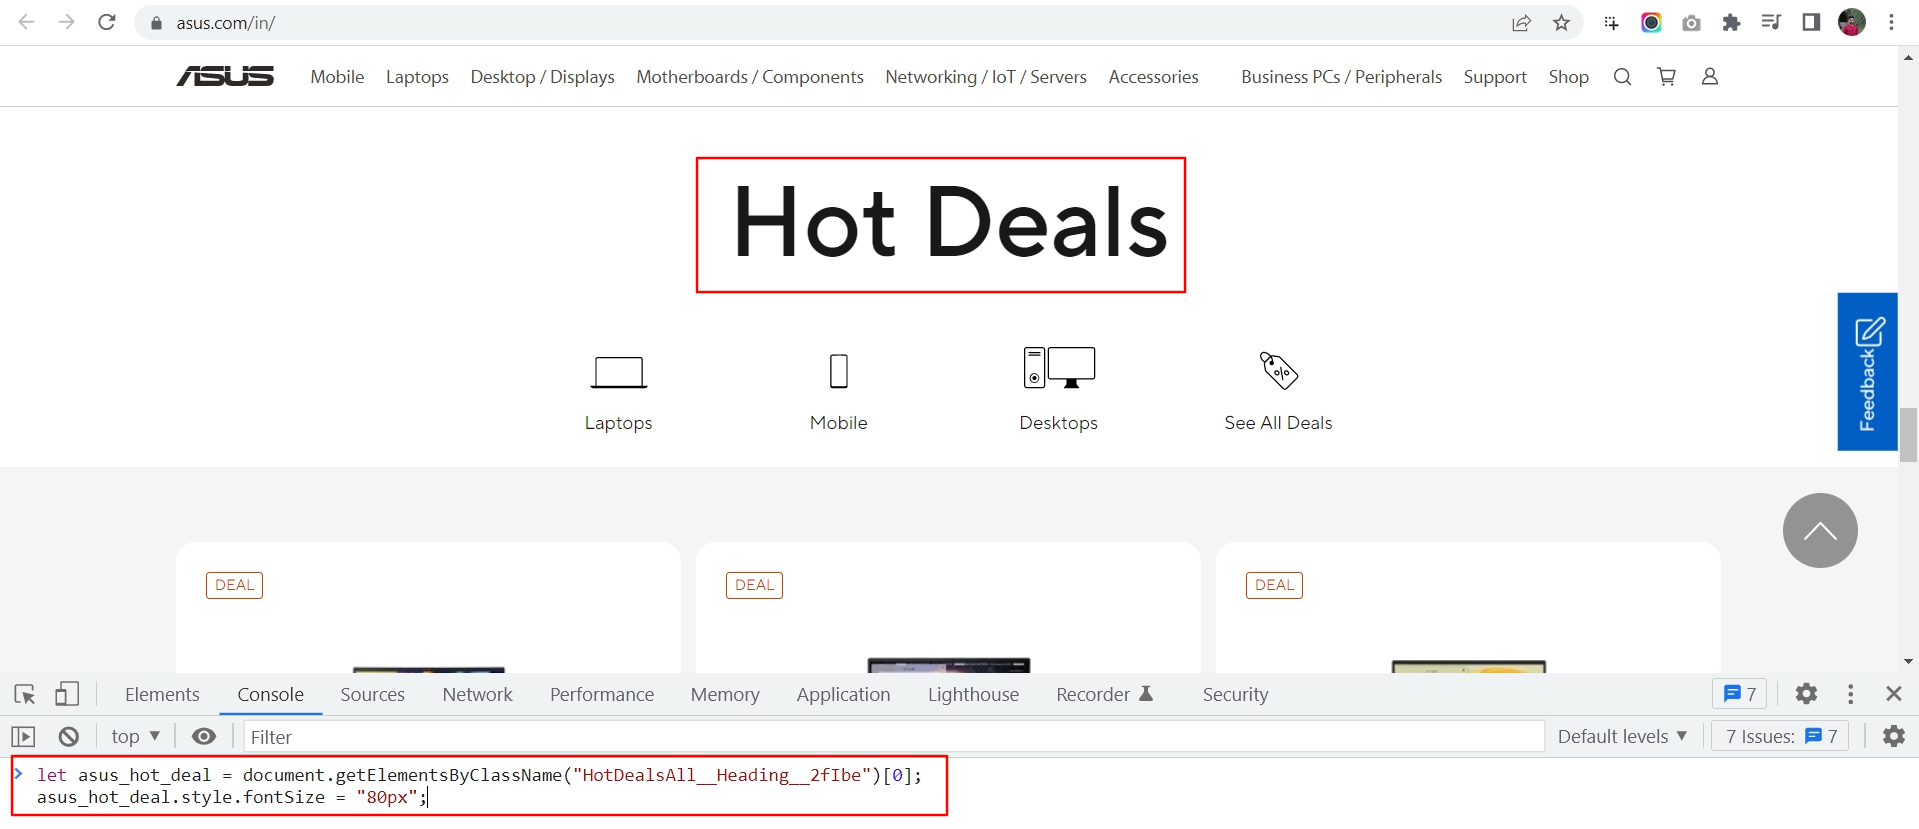 asus.com/in/
ASUS Mobile Laptops Desktop / Displays Motherboards / Components Networking / IoT / Servers Accessories Business PCs / Peripherals Support Shop
Hot Deals
Feedback
Laptops Mobile Desktops See All Deals
DEAL DEAL DEAL
Elements Console Sources Network Performance Memory Application Lighthouse Recorder Security 7
top Filter Default levels 7 Issues: 7
let asus_hot_deal = document.getElementsByClassName("HotDealsAll__Heading__2fIbe")[0];
asus_hot_deal.style.fontSize = "80px";